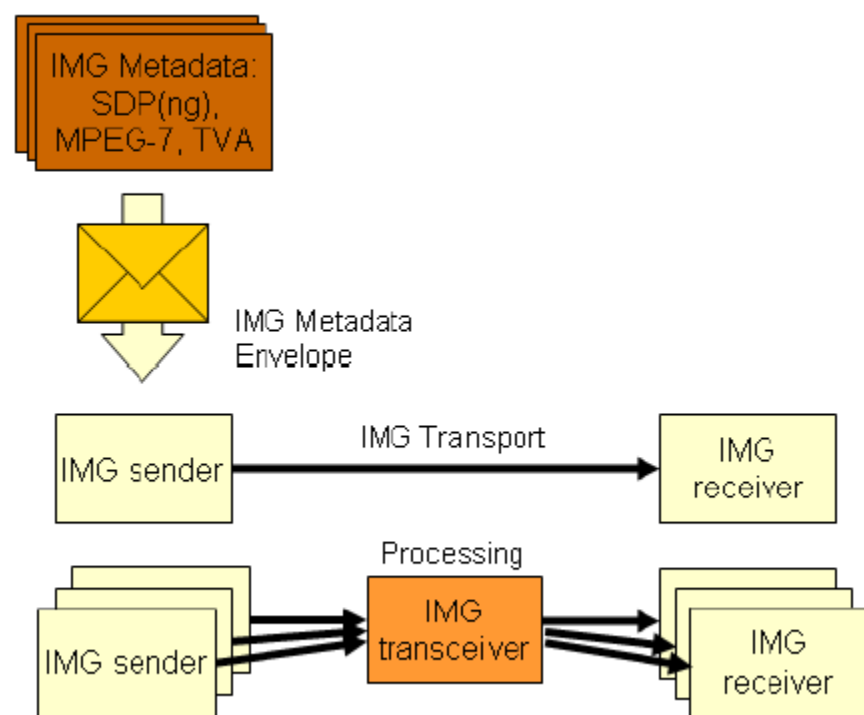 IMG Metadata:
SDP(ng),
MPEG-7, TVA
IMG Metadata
Envelope
IMG sender
IMG Transport
IMG
receiver
Processing
IMG sender
IMG
transceiver
IMG
receiver